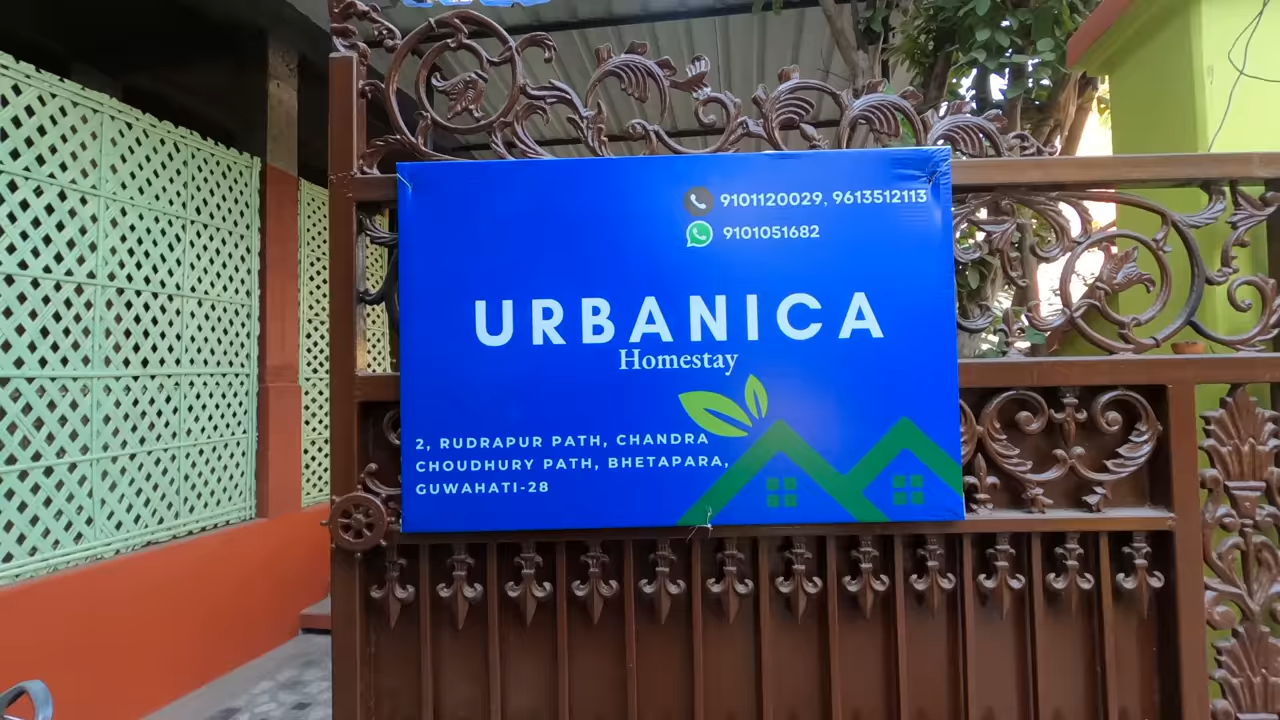 9101120029, 9613512113
9101051682
URBANICA
Homestay
2, RUDRAPUR PATH, CHANDRA
CHOUDHURY PATH, BHETAPARA,
GUWAHATI-28